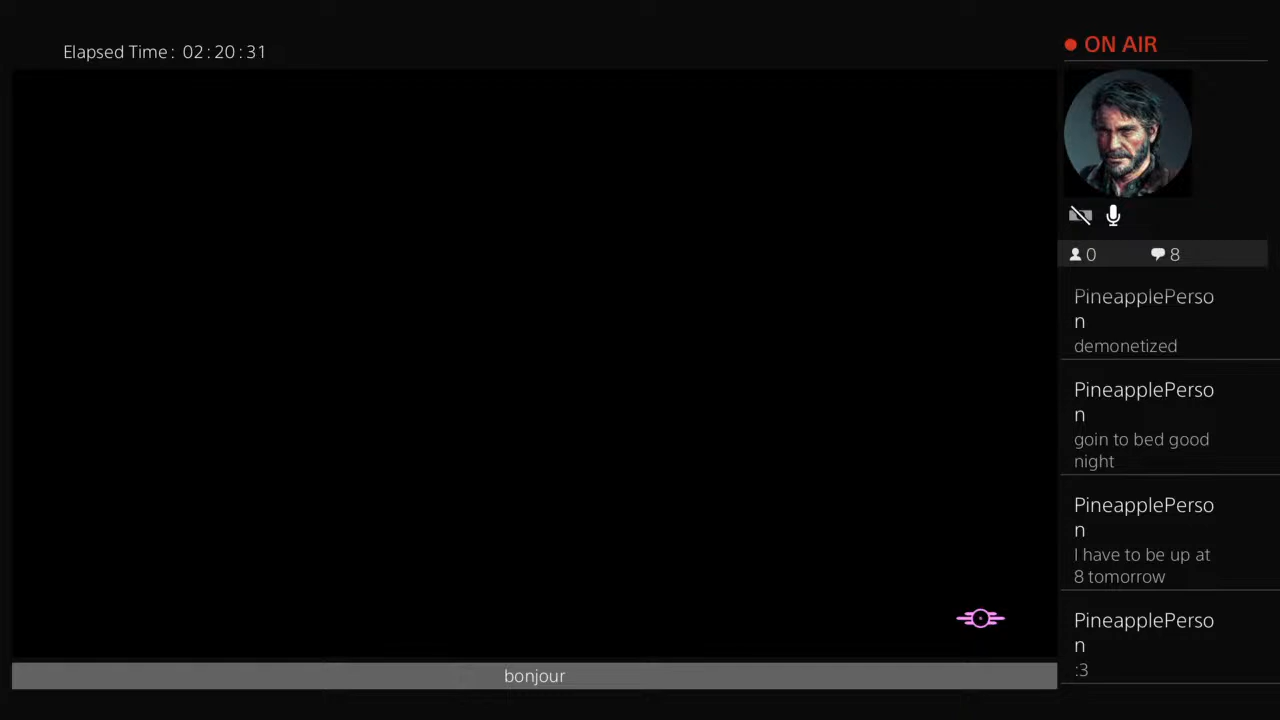 Elapsed Time: 02:20:31
ON AIR
0 8
PineapplePerso
n
demonetized
PineapplePerso
n
goin to bed good
night
PineapplePerso
n
I have to be up at
8 tomorrow
PineapplePerso
n
:3
bonjour